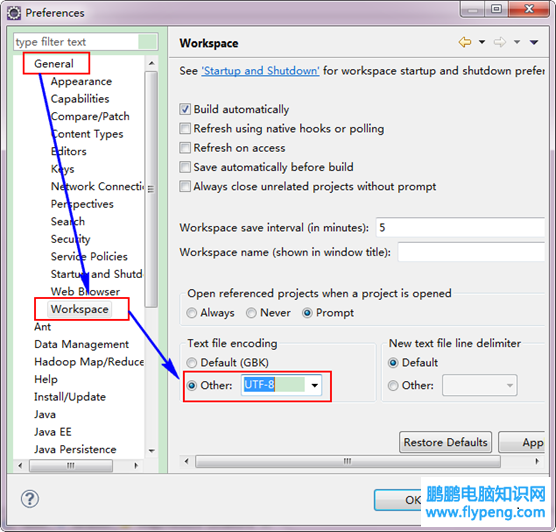 Preferences
type filter text
General
Appearance
Capabilities
Compare/Patch
Content Types
Editors
Keys
Network Connectic
Perspectives
Search
Security
Service Policies
Startup and Shutd
Web Browser
Workspace
Ant
Data Management
Hadoop Map/Reduce
Help
Install/Update
Java
Java EE
Java Persistence
Workspace
See 'Startup and Shutdown' for workspace startup and shutdown prefer
Build automatically
Refresh using native hooks or polling
Refresh on access
Save automatically before build
Always close unrelated projects without prompt
Workspace save interval (in minutes): 5
Workspace name (shown in window title):
Open referenced projects when a project is opened
Always Never Prompt
Text file encoding
Default (GBK)
Other: UTF-8
New text file line delimiter
Default
Other:
Restore Defaults App
OK
鹏鹏电脑知识网
www.flypeng.com